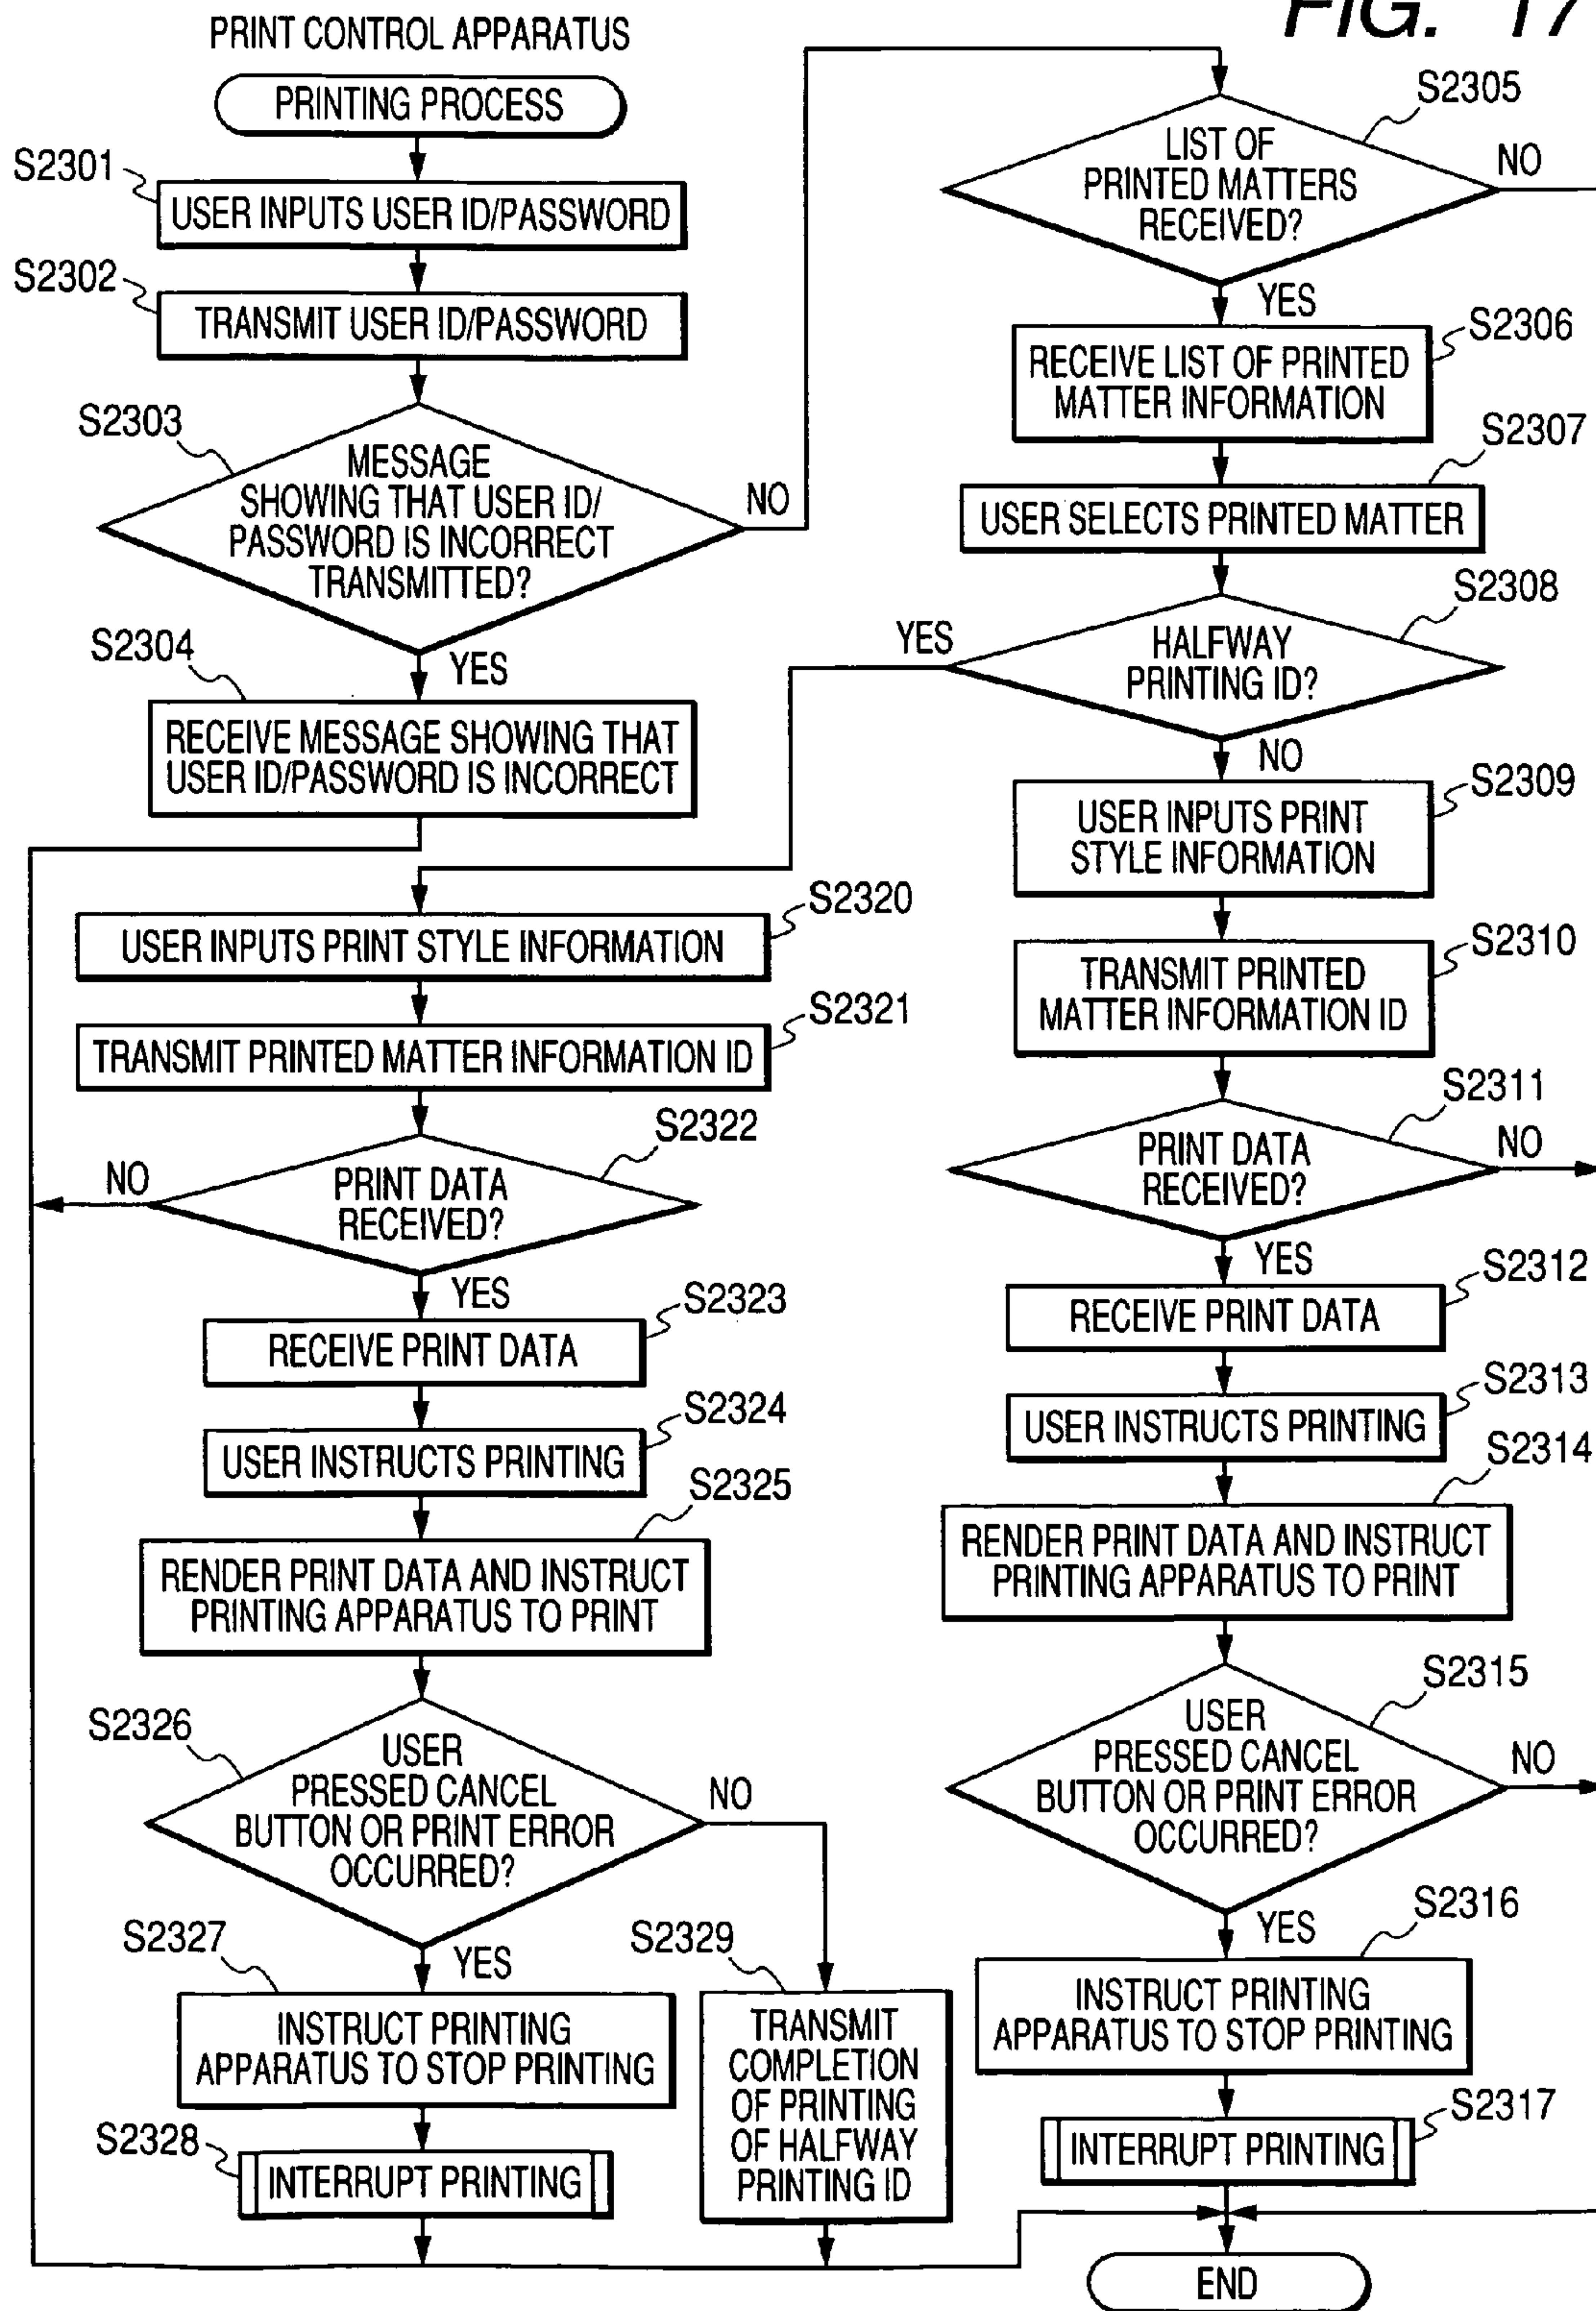 FIG. 17
PRINT CONTROL APPARATUS
PRINTING PROCESS
S2301
USER INPUTS USER ID/PASSWORD
S2302
TRANSMIT USER ID/PASSWORD
S2303
MESSAGE
SHOWING THAT USER ID/
PASSWORD IS INCORRECT
TRANSMITTED?
NO
YES
S2304
RECEIVE MESSAGE SHOWING THAT
USER ID/PASSWORD IS INCORRECT
S2320
USER INPUTS PRINT STYLE INFORMATION
S2321
TRANSMIT PRINTED MATTER INFORMATION ID
S2322
PRINT DATA
RECEIVED?
NO
YES
S2323
RECEIVE PRINT DATA
S2324
USER INSTRUCTS PRINTING
S2325
RENDER PRINT DATA AND INSTRUCT
PRINTING APPARATUS TO PRINT
S2326
USER
PRESSED CANCEL
BUTTON OR PRINT ERROR
OCCURRED?
NO
YES
S2327
INSTRUCT PRINTING
APPARATUS TO STOP PRINTING
S2328
INTERRUPT PRINTING
S2329
TRANSMIT
COMPLETION
OF PRINTING
OF HALFWAY
PRINTING ID
S2305
LIST OF
PRINTED MATTERS
RECEIVED?
NO
YES
S2306
RECEIVE LIST OF PRINTED
MATTER INFORMATION
S2307
USER SELECTS PRINTED MATTER
S2308
HALFWAY
PRINTING ID?
YES
NO
S2309
USER INPUTS PRINT
STYLE INFORMATION
S2310
TRANSMIT PRINTED
MATTER INFORMATION ID
S2311
PRINT DATA
RECEIVED?
NO
YES
S2312
RECEIVE PRINT DATA
S2313
USER INSTRUCTS PRINTING
S2314
RENDER PRINT DATA AND INSTRUCT
PRINTING APPARATUS TO PRINT
S2315
USER
PRESSED CANCEL
BUTTON OR PRINT ERROR
OCCURRED?
NO
YES
S2316
INSTRUCT PRINTING
APPARATUS TO STOP PRINTING
S2317
INTERRUPT PRINTING
END